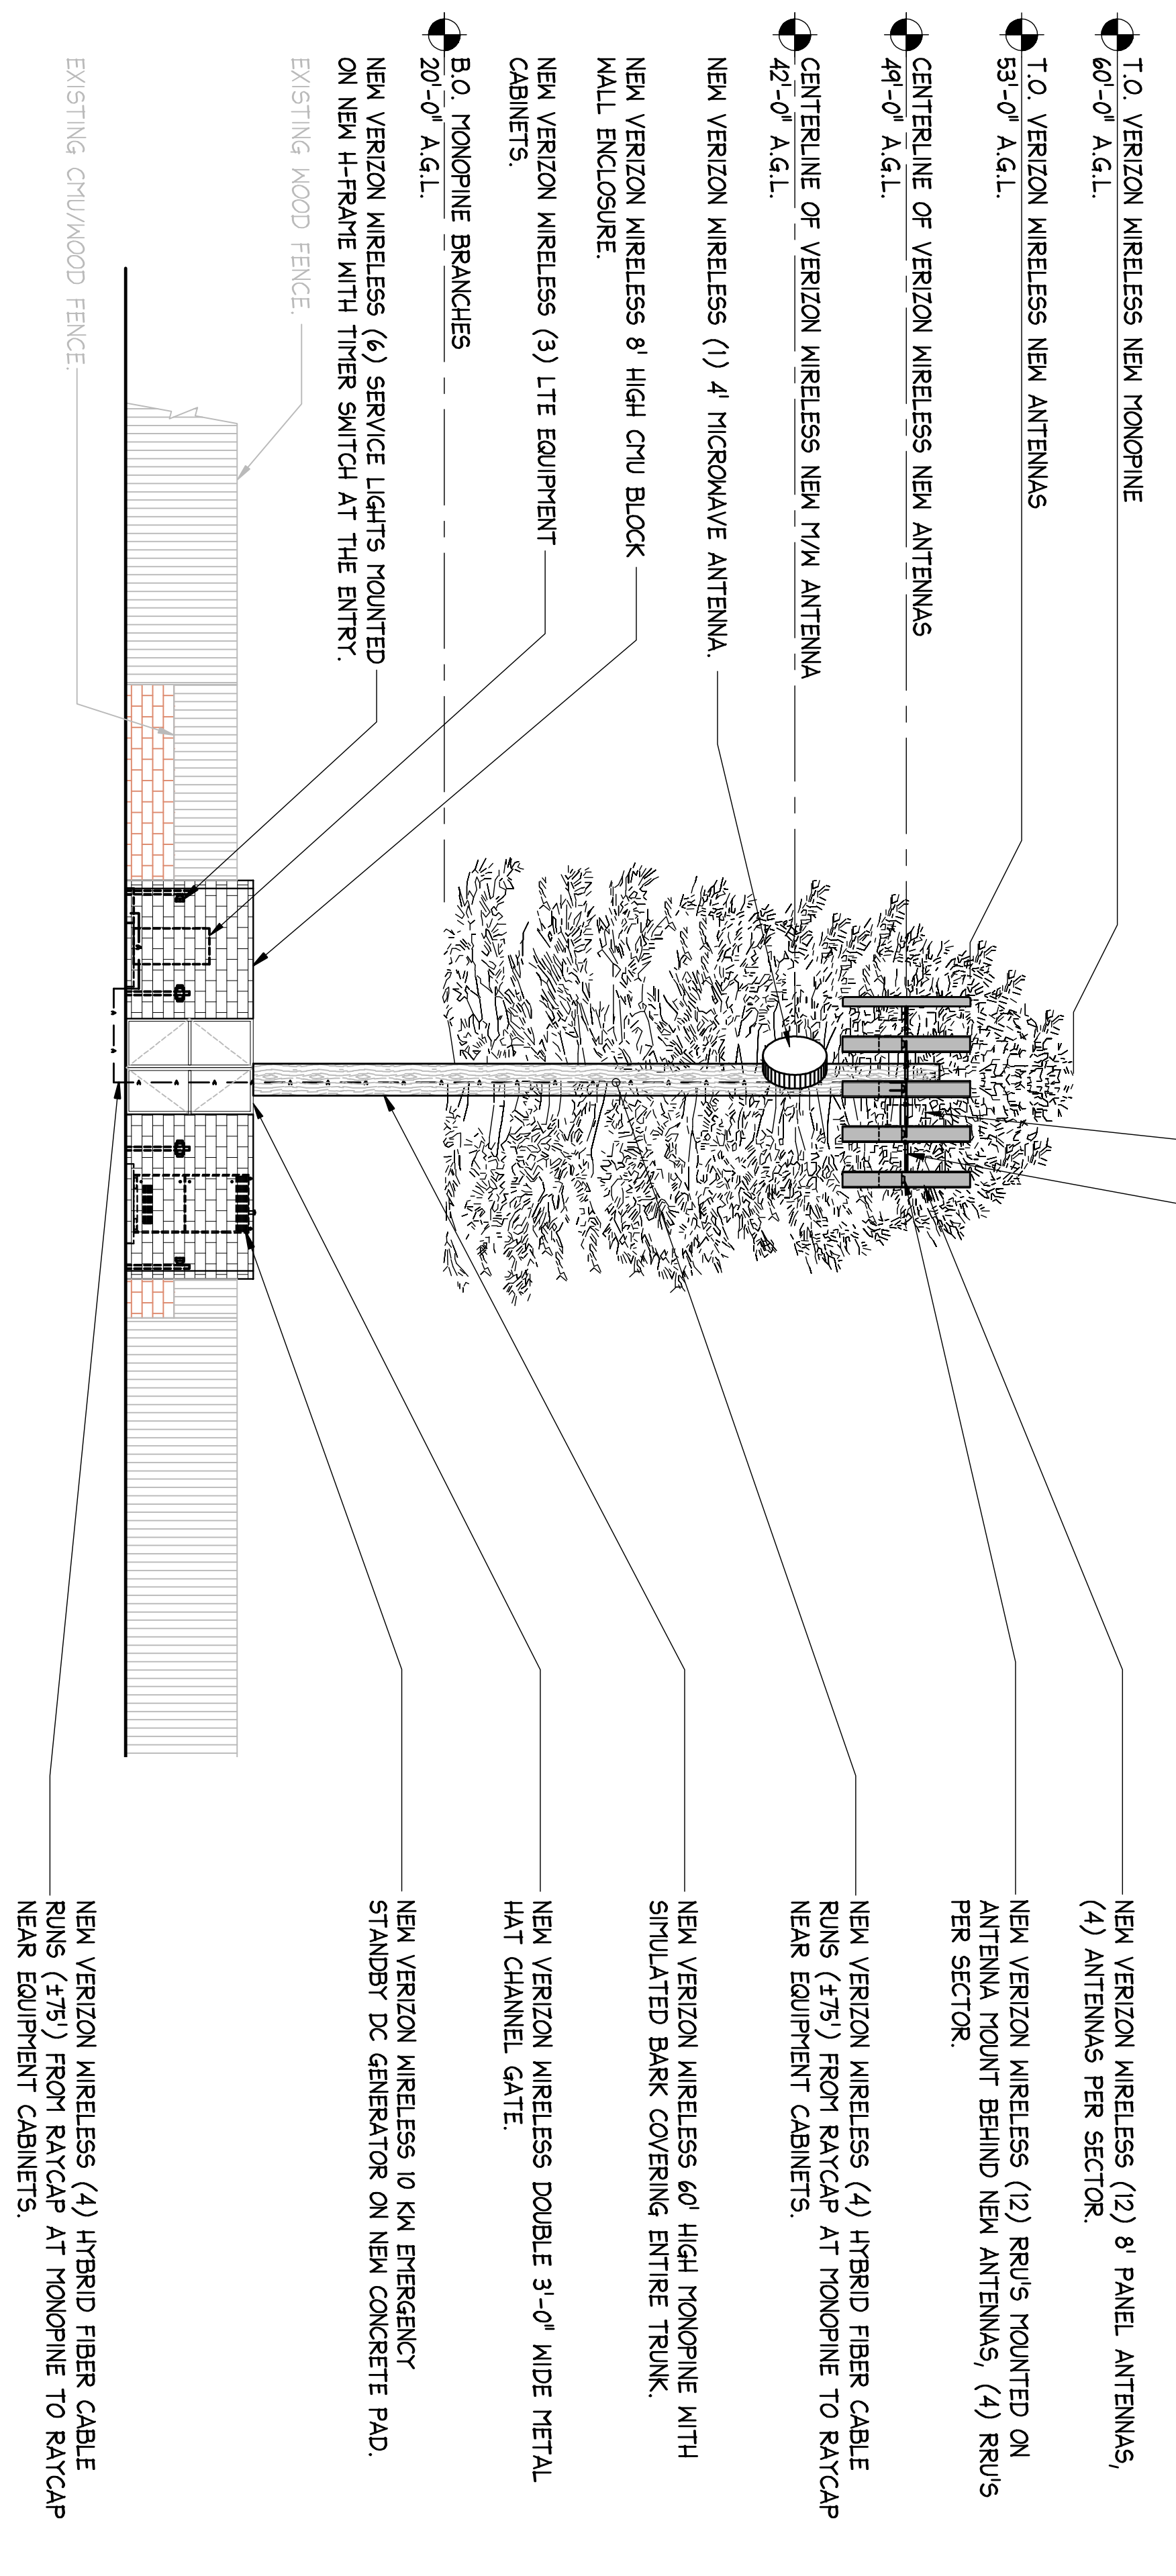 T.O. VERIZON WIRELESS NEW MONOPINE
60'-0" A.G.L.
T.O. VERIZON WIRELESS NEW ANTENNAS
53'-0" A.G.L.
CENTERLINE OF VERIZON WIRELESS NEW ANTENNAS
49'-0" A.G.L.
CENTERLINE OF VERIZON WIRELESS NEW M/W ANTENNA
42'-0" A.G.L.
NEW VERIZON WIRELESS (1) 4' MICROWAVE ANTENNA.
NEW VERIZON WIRELESS 8' HIGH CMU BLOCK
WALL ENCLOSURE.
NEW VERIZON WIRELESS (3) LTE EQUIPMENT
CABINETS.
B.O. MONOPINE BRANCHES
20'-0" A.G.L.
NEW VERIZON WIRELESS (6) SERVICE LIGHTS MOUNTED
ON NEW H-FRAME WITH TIMER SWITCH AT THE ENTRY.
EXISTING WOOD FENCE.
EXISTING CMU/WOOD FENCE.
NEW VERIZON WIRELESS (12) 8' PANEL ANTENNAS,
(4) ANTENNAS PER SECTOR.
NEW VERIZON WIRELESS (12) RRU'S MOUNTED ON
ANTENNA MOUNT BEHIND NEW ANTENNAS, (4) RRU'S
PER SECTOR.
NEW VERIZON WIRELESS (4) HYBRID FIBER CABLE
RUNS (±75') FROM RAYCAP AT MONOPINE TO RAYCAP
NEAR EQUIPMENT CABINETS.
NEW VERIZON WIRELESS 60' HIGH MONOPINE WITH
SIMULATED BARK COVERING ENTIRE TRUNK.
NEW VERIZON WIRELESS DOUBLE 3'-0" WIDE METAL
HAT CHANNEL GATE.
NEW VERIZON WIRELESS 10 KW EMERGENCY
STANDBY DC GENERATOR ON NEW CONCRETE PAD.
NEW VERIZON WIRELESS (4) HYBRID FIBER CABLE
RUNS (±75') FROM RAYCAP AT MONOPINE TO RAYCAP
NEAR EQUIPMENT CABINETS.